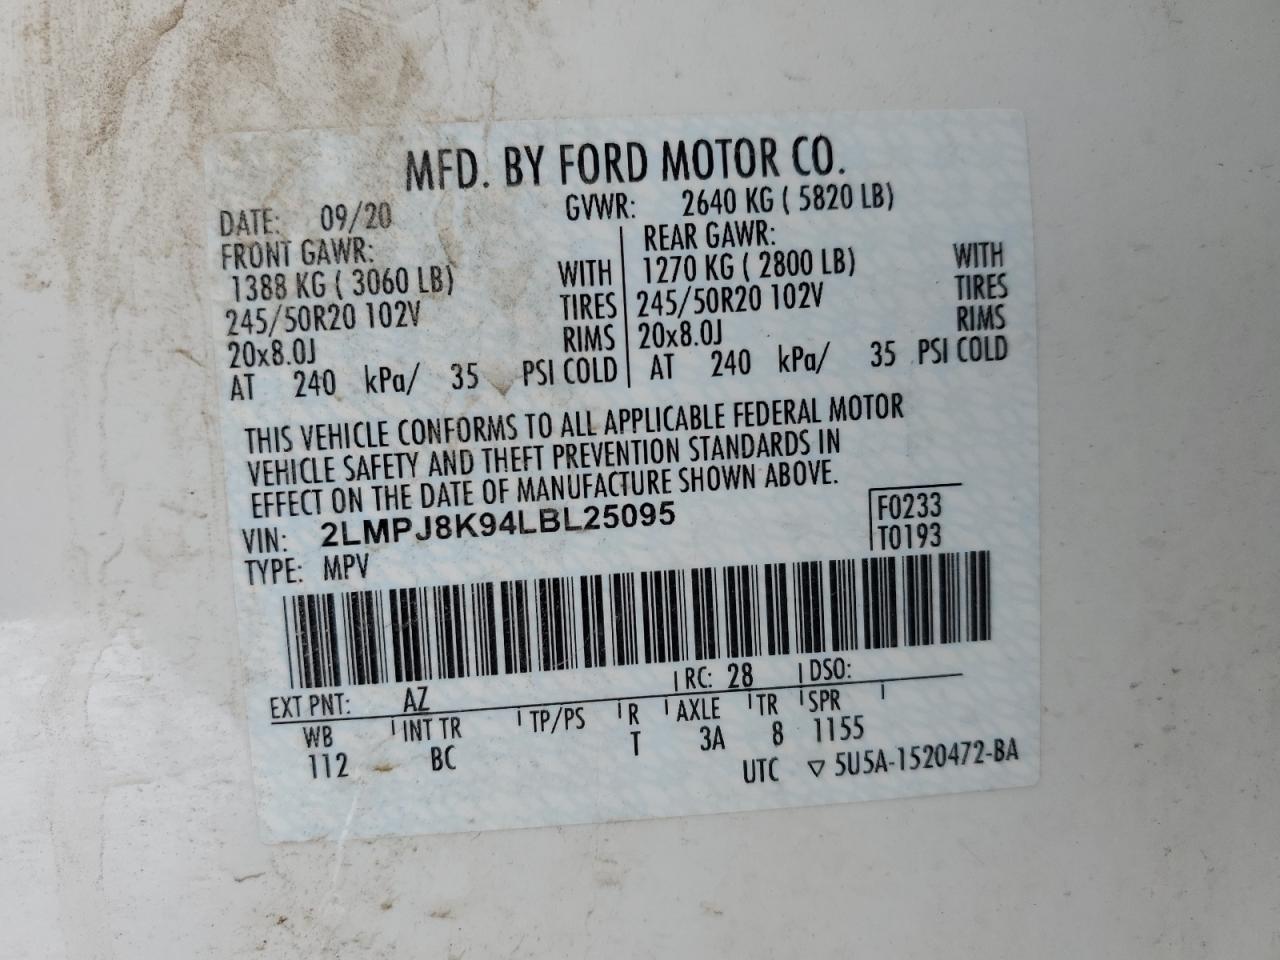 MFD. BY FORD MOTOR CO.
DATE: 09/20 GVWR: 2640 KG ( 5820 LB)
FRONT GAWR: REAR GAWR:
1388 KG ( 3060 LB) WITH 1270 KG ( 2800 LB) WITH
245/50R20 102V TIRES 245/50R20 102V TIRES
20x8.0J RIMS 20x8.0J RIMS
AT 240 kPa/ 35 PSI COLD AT 240 kPa/ 35 PSI COLD
THIS VEHICLE CONFORMS TO ALL APPLICABLE FEDERAL MOTOR
VEHICLE SAFETY AND THEFT PREVENTION STANDARDS IN
EFFECT ON THE DATE OF MANUFACTURE SHOWN ABOVE.
VIN: 2LMPJ8K94LBL25095 F0233
TYPE: MPV T0193
EXT PNT: AZ RC: 28 DSO:
WB INT TR TP/PS R AXLE TR SPR
112 BC T 3A 8 1155
UTC ▽ 5U5A-1520472-BA